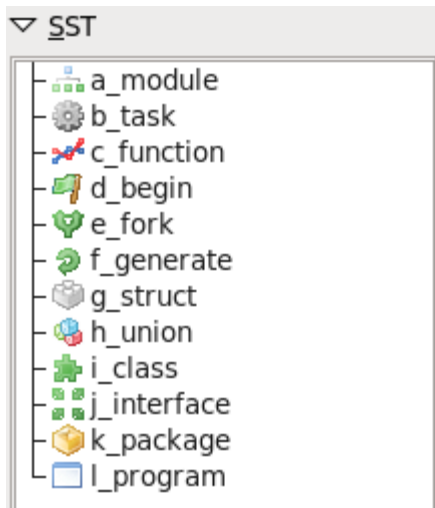 SST
a_module
b_task
c_function
d_begin
e_fork
f_generate
g_struct
h_union
i_class
j_interface
k_package
l_program